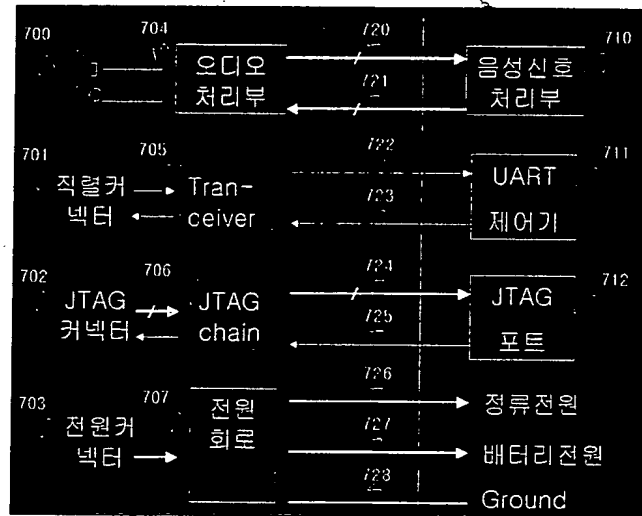 700
704
720
710
오디오
처리부
721
음성신호
처리부
701
705
722
711
직렬커
넥터
Tran-
ceiver
723
UART
제어기
702
706
724
712
JTAG
커넥터
JTAG
chain
725
JTAG
포트
703
707
726
전원커
넥터
전원
회로
정류전원
727
배터리전원
728
Ground